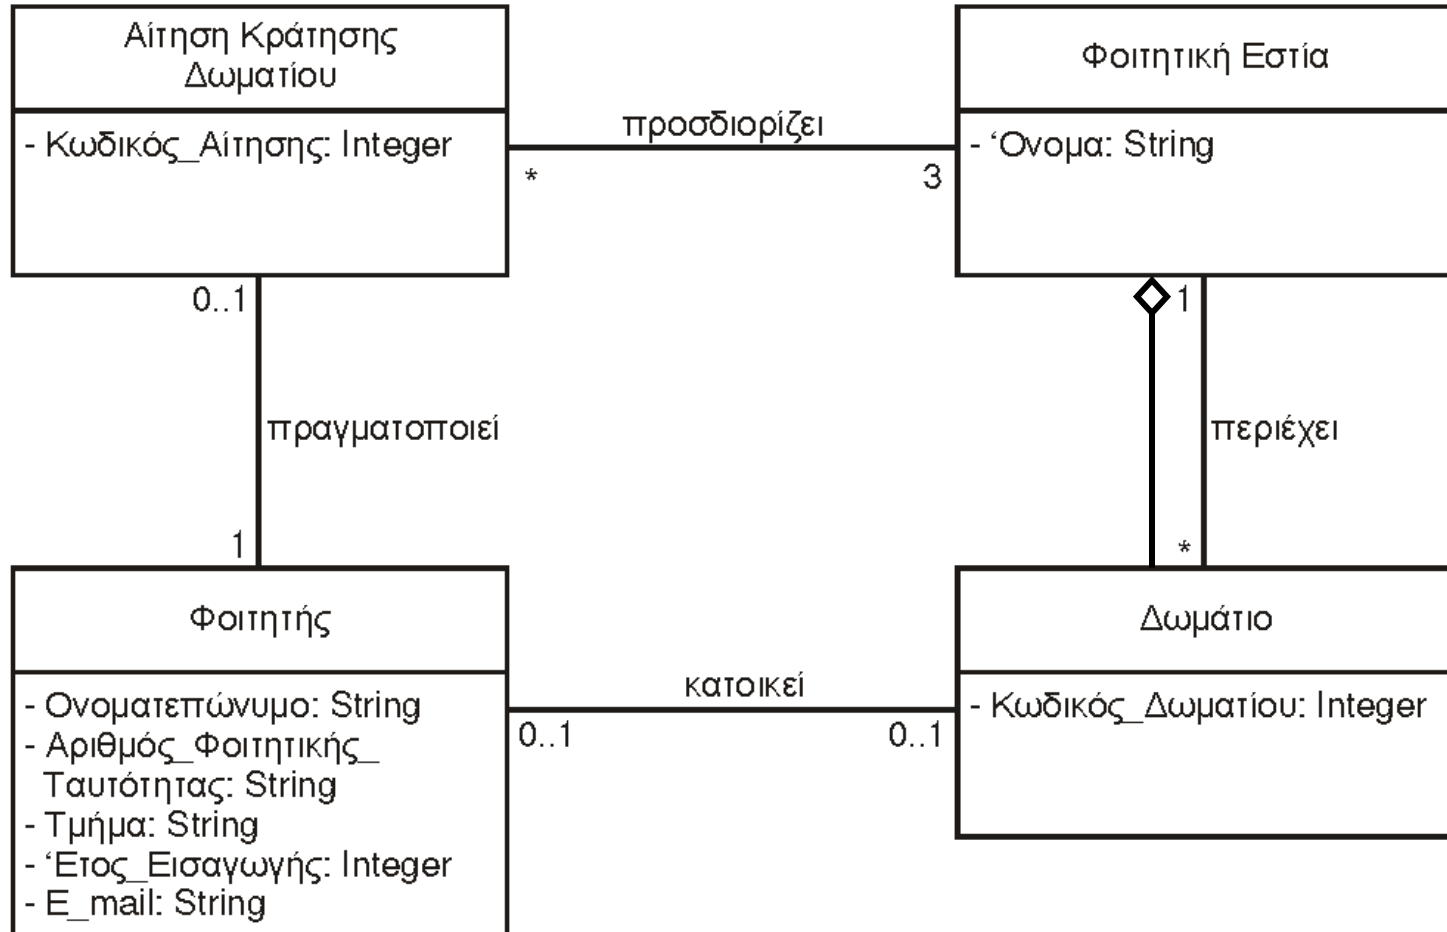 Αίτηση Κράτησης
Δωματίου
- Κωδικός_Αίτησης: Integer
προσδιορίζει
*
3
Φοιτητική Εστία
- ‘Ονομα: String
0..1
πραγματοποιεί
1
1
περιέχει
*
Φοιτητής
- Ονοματεπώνυμο: String
- Αριθμός_Φοιτητικής_
Ταυτότητας: String
- Τμήμα: String
- ‘Ετος_Εισαγωγής: Integer
- E_mail: String
κατοικεί
0..1
0..1
Δωμάτιο
- Κωδικός_Δωματίου: Integer